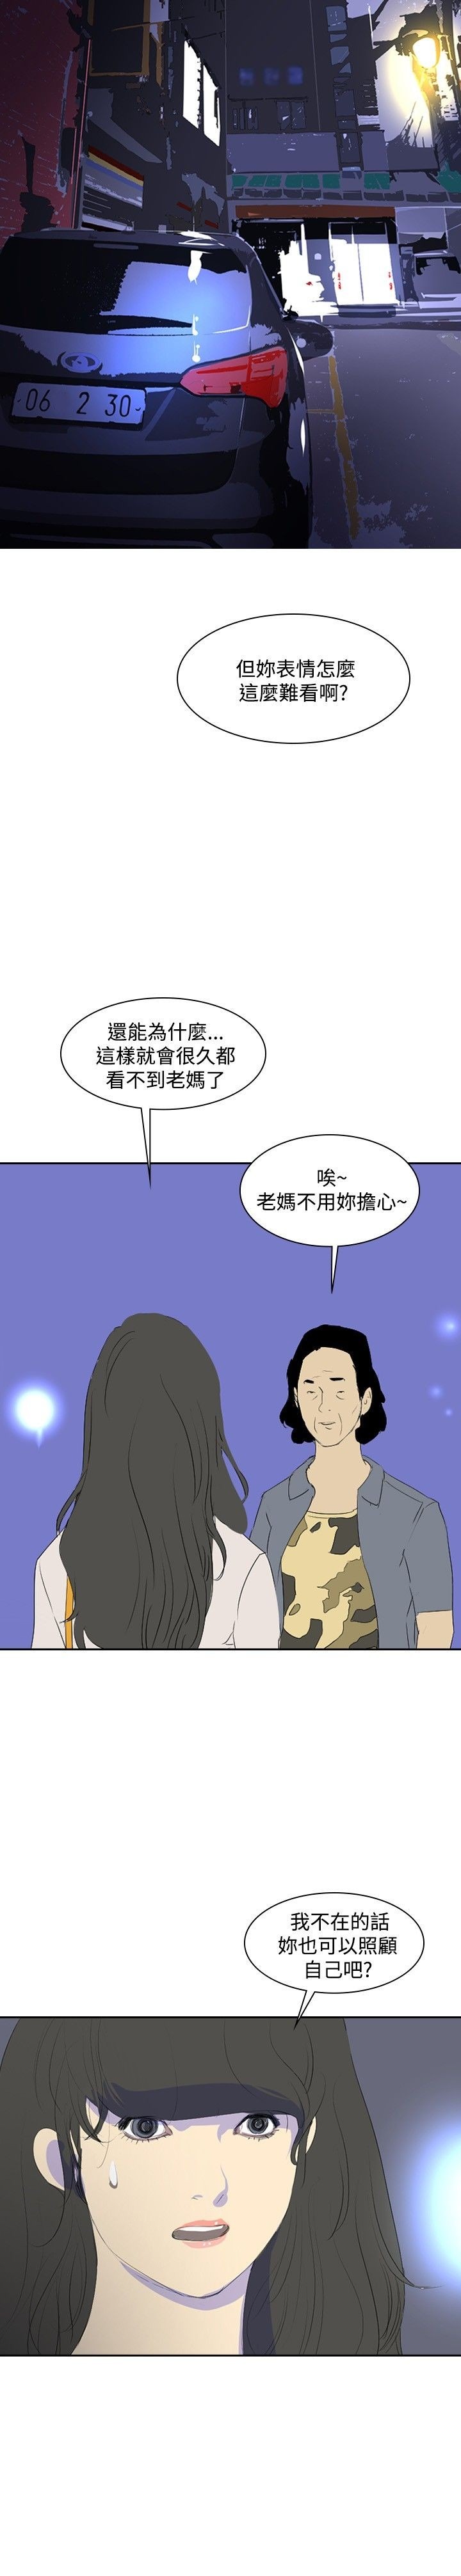 06 2 30
但妳表情怎麼
這麼難看啊?
還能為什麼...
這樣就會很久都
看不到老媽了
唉~
老媽不用妳擔心~
我不在的話
妳也可以照顧
自己吧?